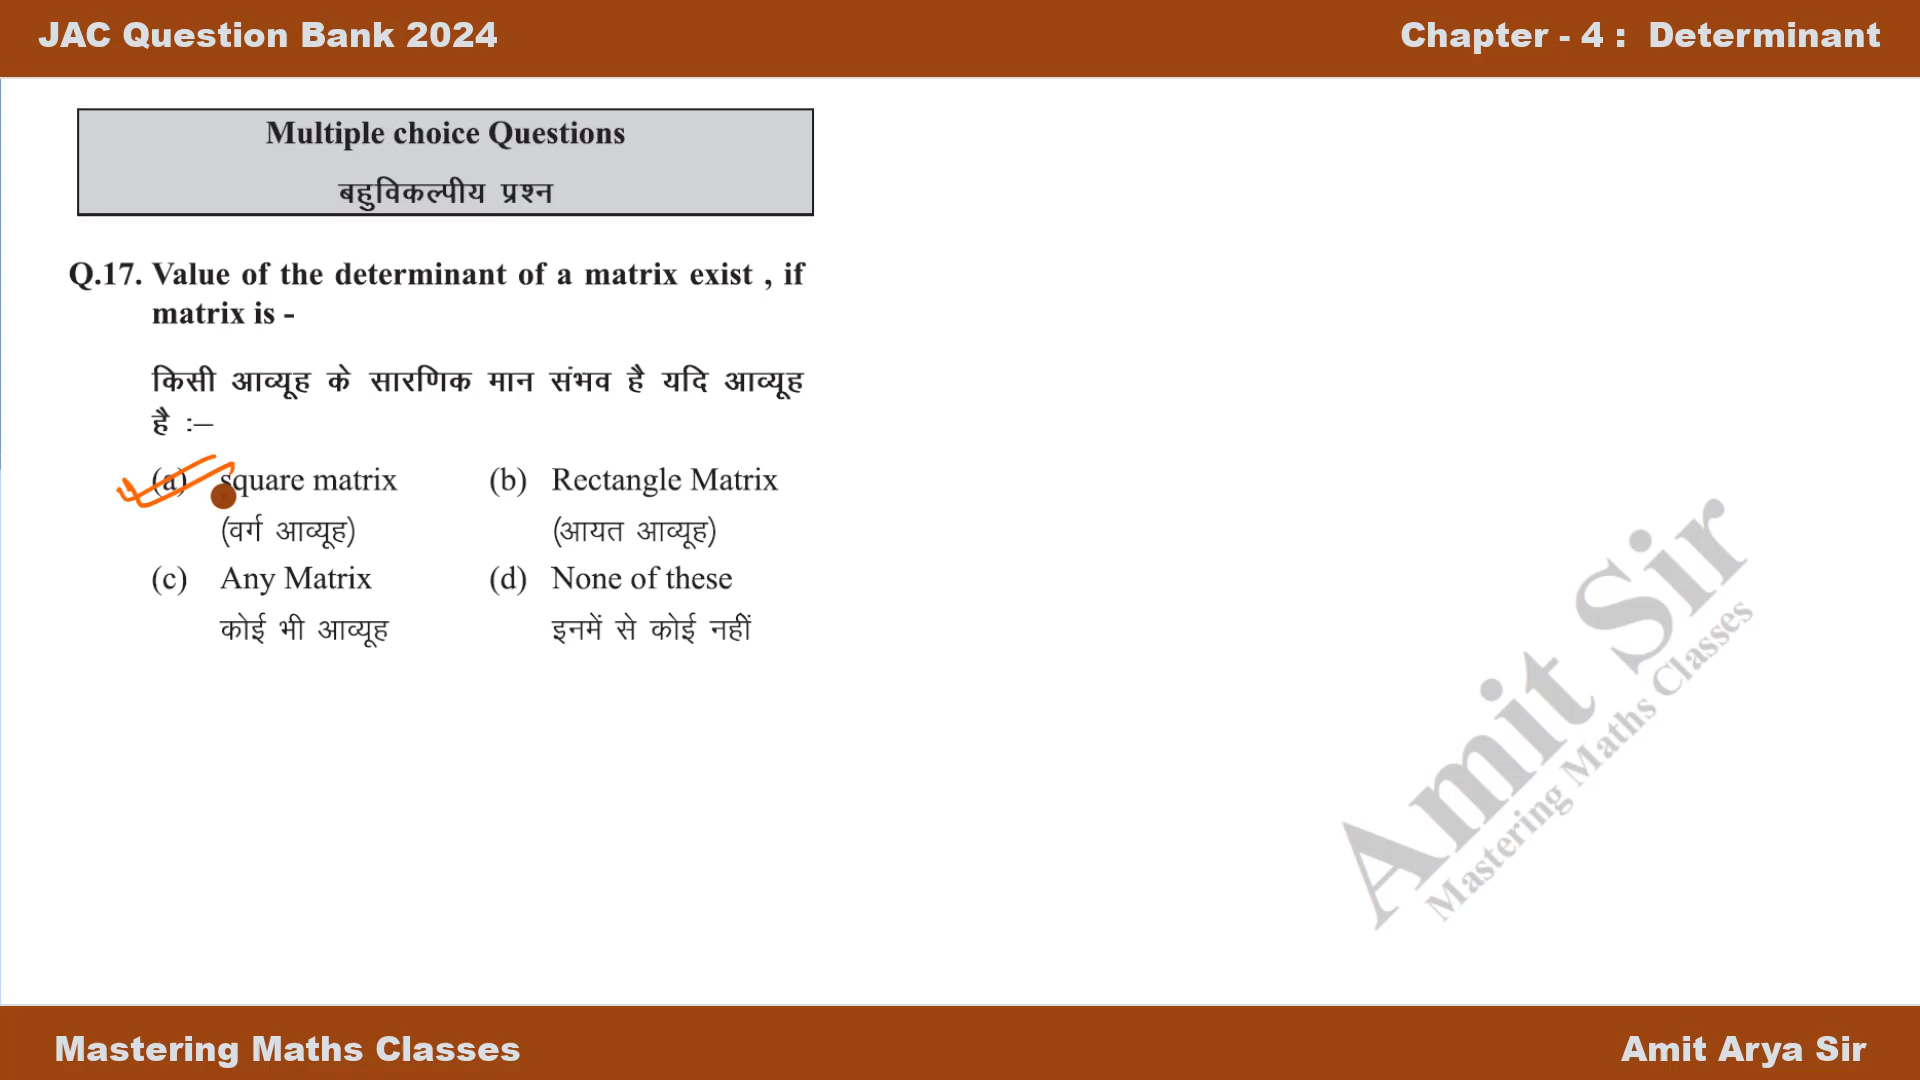 JAC Question Bank 2024
Chapter - 4 : Determinant
Multiple choice Questions
बहुविकल्पीय प्रश्न
Q.17. Value of the determinant of a matrix exist , if
matrix is -
किसी आव्यूह के सारणिक मान संभव है यदि आव्यूह
है :–
(a) square matrix (b) Rectangle Matrix
(वर्ग आव्यूह) (आयत आव्यूह)
(c) Any Matrix (d) None of these
कोई भी आव्यूह इनमें से कोई नहीं
Amit Sir
Mastering Maths Classes
Mastering Maths Classes
Amit Arya Sir